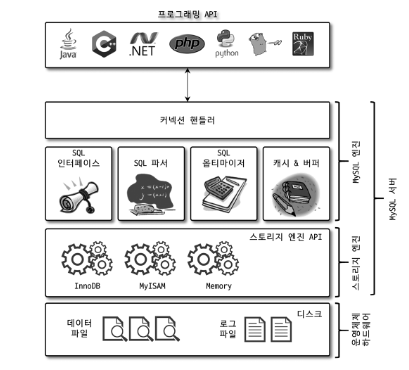 프로그래밍 API
Java
C++
.NET
php
python
Ruby
커넥션 핸들러
SQL
인터페이스
SQL 파서
SQL
옵티마이저
캐시 & 버퍼
MySQL 엔진
MySQL 서버
스토리지 엔진 API
InnoDB
MyISAM
Memory
스토리지 엔진
디스크
데이터
파일
로그
파일
운영체제
하드웨어